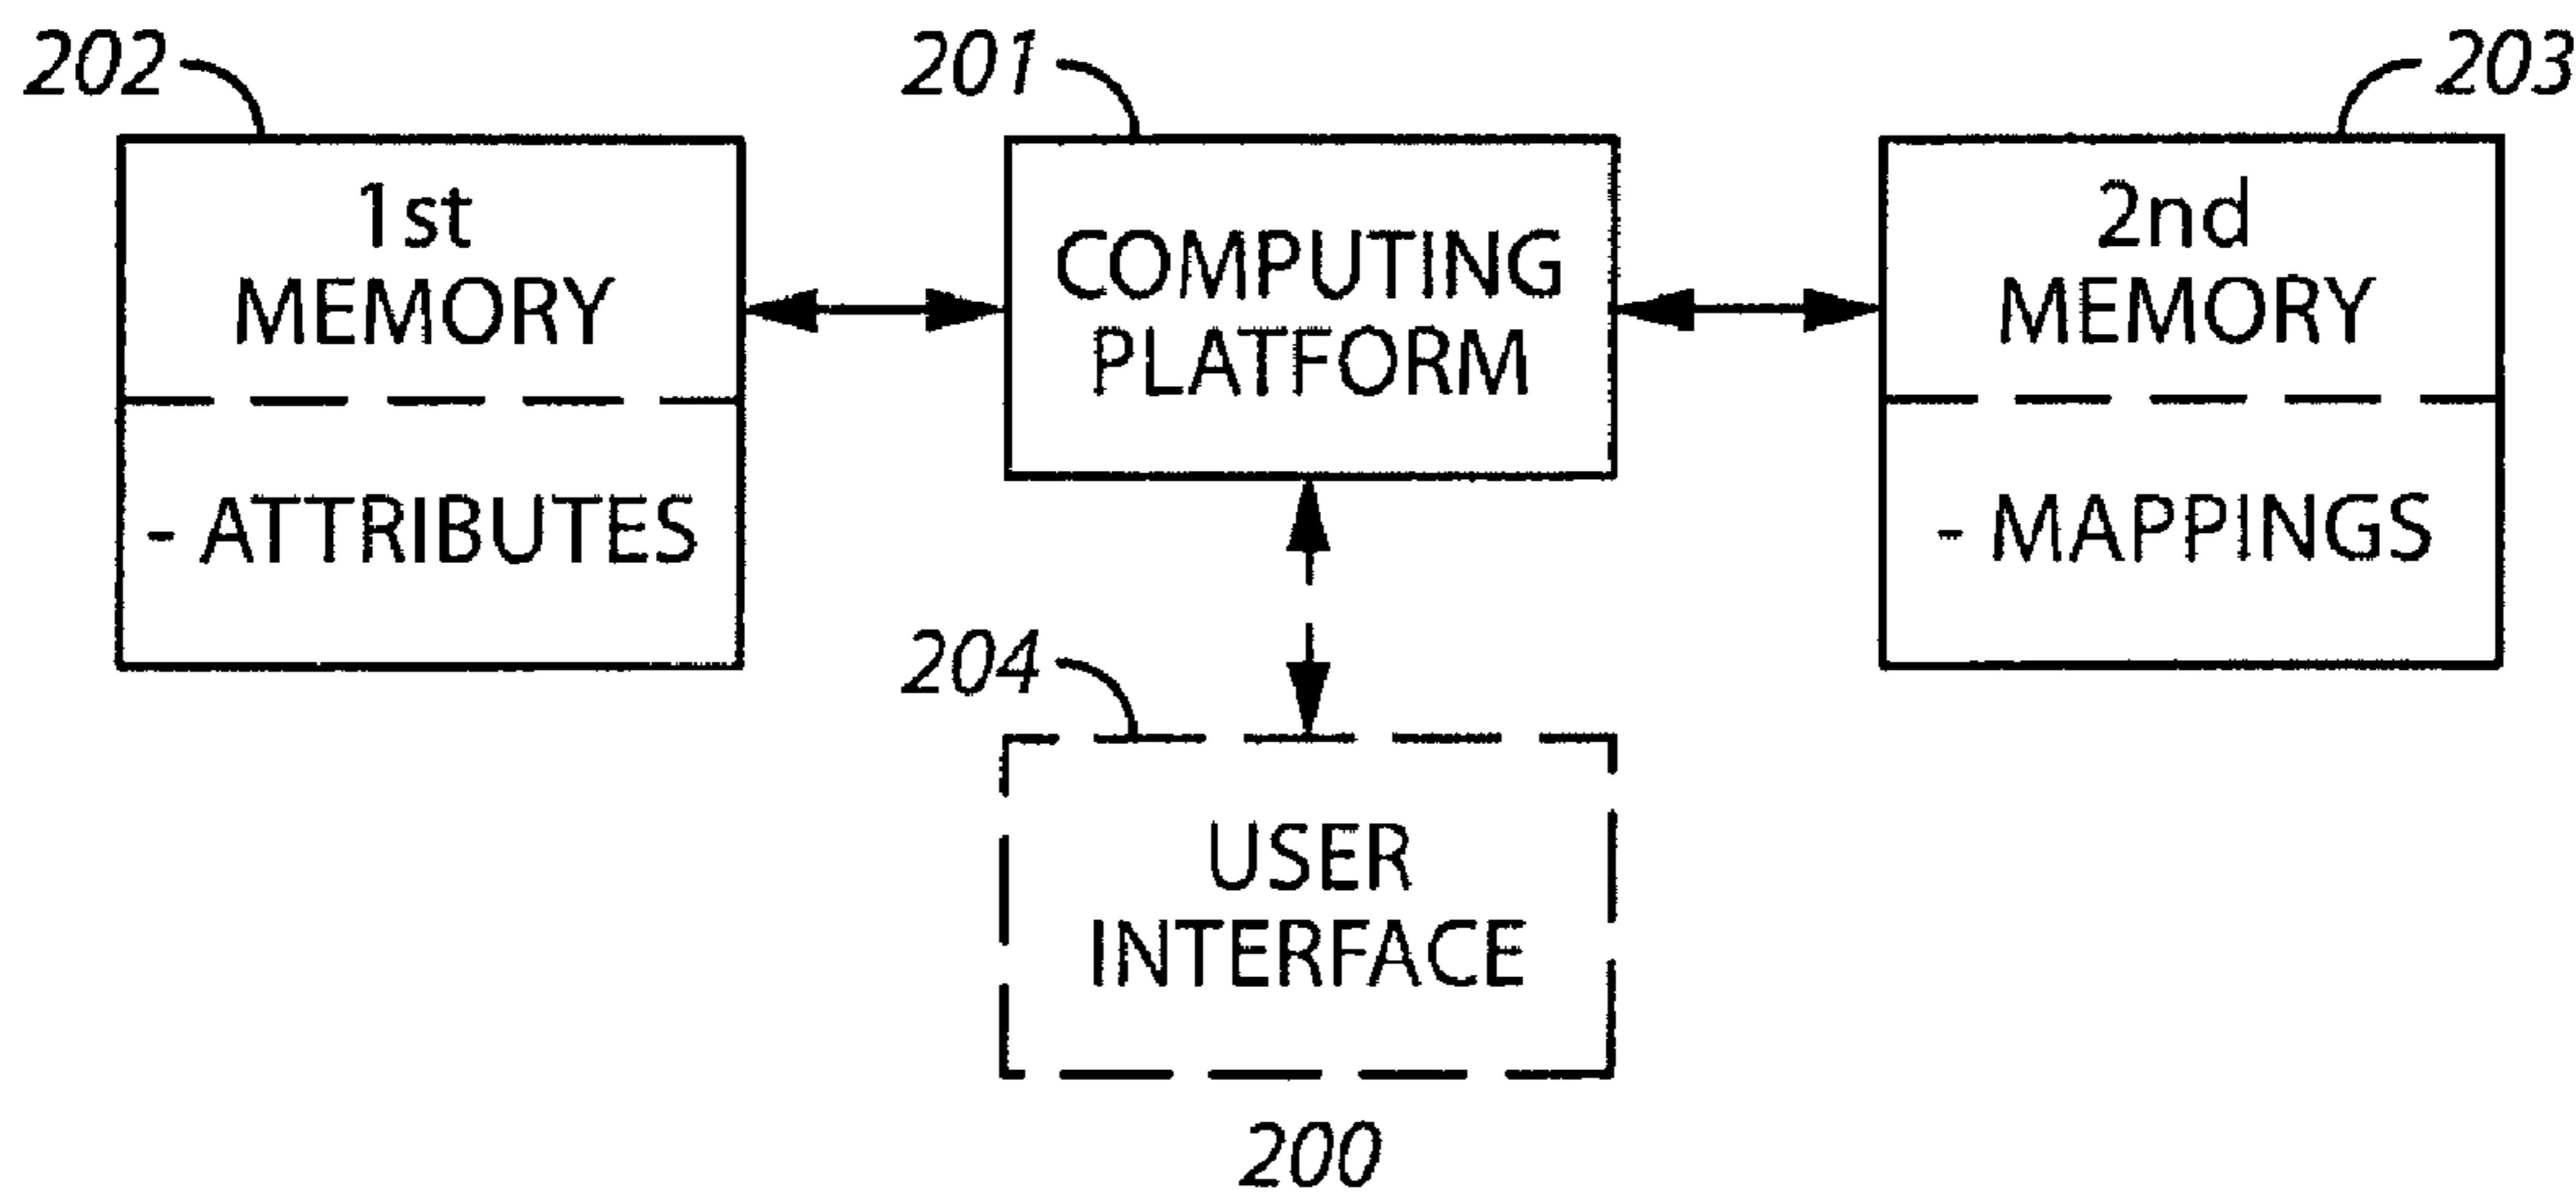 202
201
203
1st
MEMORY
- ATTRIBUTES
COMPUTING
PLATFORM
2nd
MEMORY
- MAPPINGS
204
USER
INTERFACE
200